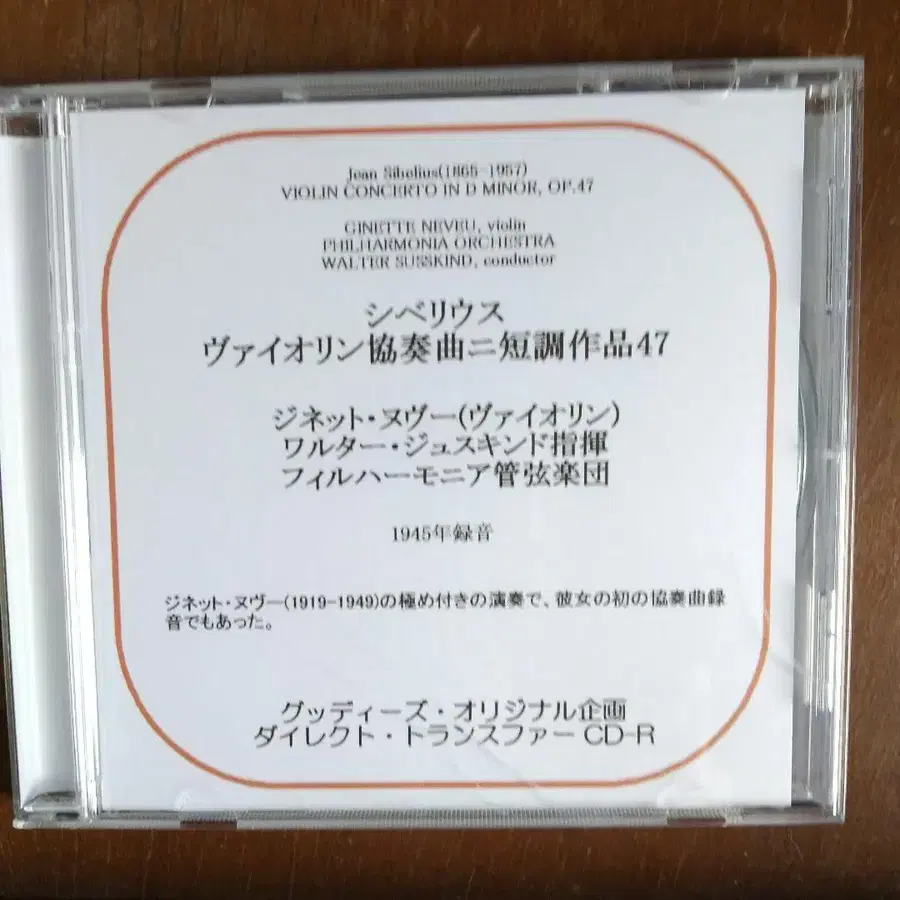 Jean Sibelius(1865-1957)
VIOLIN CONCERTO IN D MINOR, OP.47
GINETTE NEVEU, violin
PHILHARMONIA ORCHESTRA
WALTER SUSSKIND, conductor
シベリウス
ヴァイオリン協奏曲ニ短調作品47
ジネット・ヌヴー(ヴァイオリン)
ワルター・ジュスキンド指揮
フィルハーモニア管弦楽団
1945年録音
ジネット・ヌヴー(1919-1949)の極め付きの演奏で、彼女の初の協奏曲録
音でもあった。
グッディーズ・オリジナル企画
ダイレクト・トランスファー CD-R